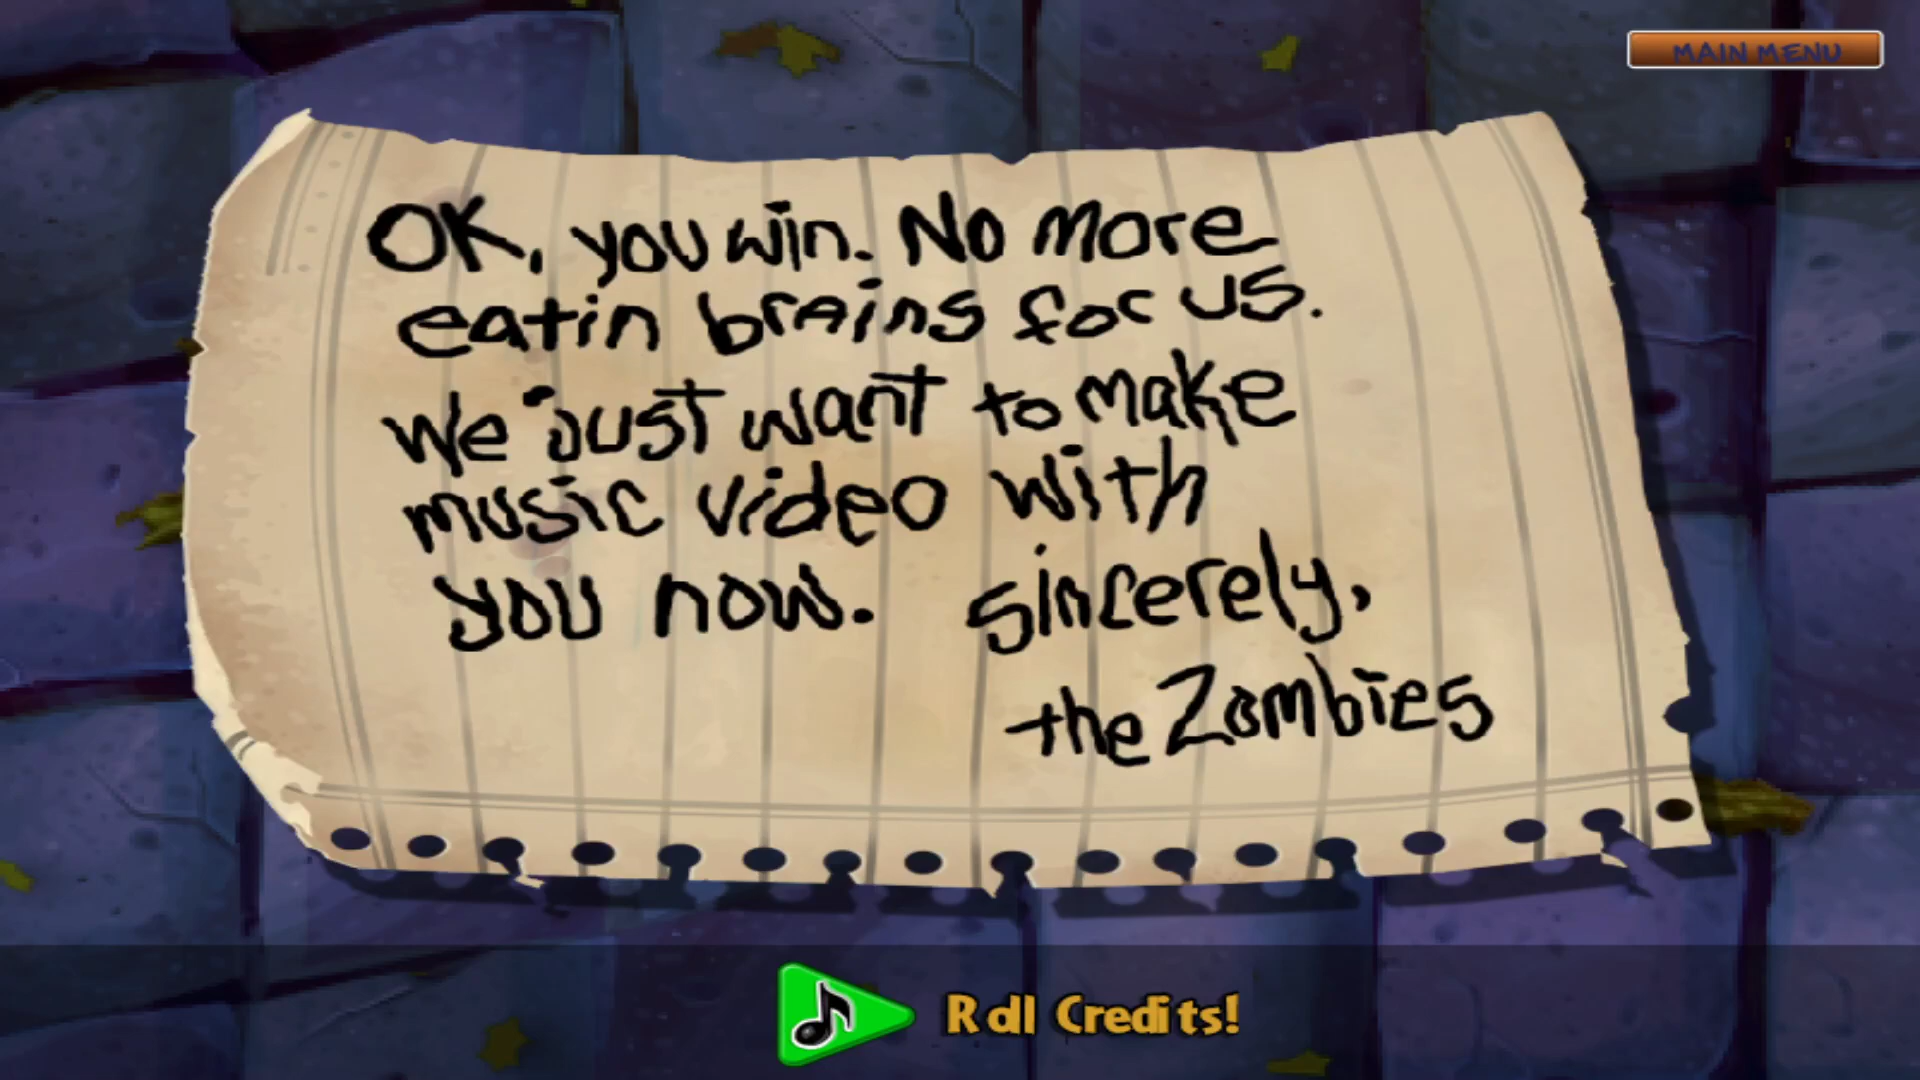 MAIN MENU
OK, you win. No more
eatin brains for us.
We just want to make
music video with
you now. sincerely,
the Zombies
Roll Credits!